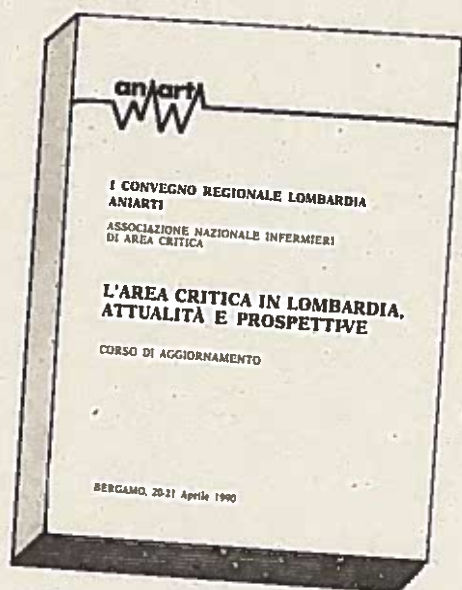 aniarti
I CONVEGNO REGIONALE LOMBARDIA
ANIARTI
ASSOCIAZIONE NAZIONALE INFERMIERI
DI AREA CRITICA
L'AREA CRITICA IN LOMBARDIA,
ATTUALITÀ E PROSPETTIVE
CORSO DI AGGIORNAMENTO
BERGAMO, 20-21 Aprile 1990